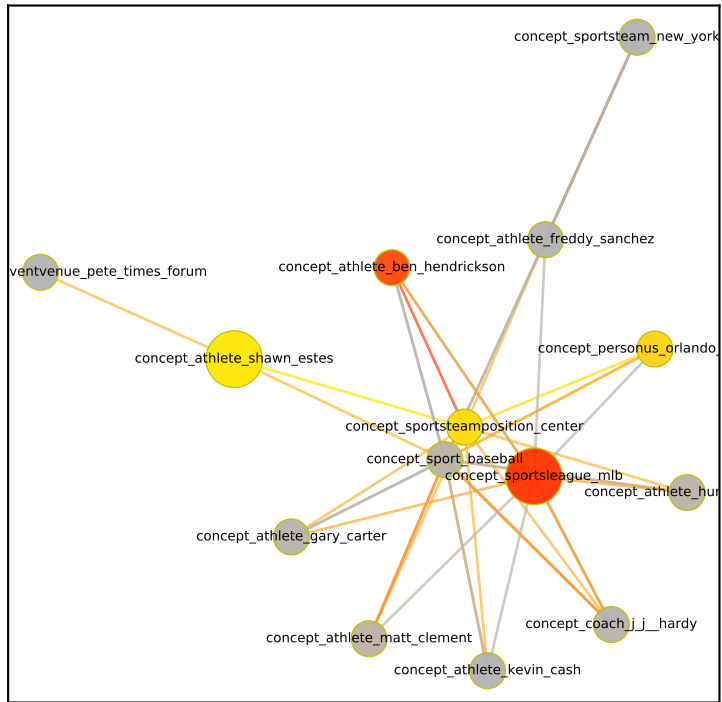 concept_sportsteam_new_york
concept_athlete_freddy_sanchez
concept_athlete_ben_hendrickson
ventvenue_pete_times_forum
concept_personus_orlando_
concept_athlete_shawn_estes
concept_sportsteamposition_center
concept_sport_baseball
concept_sportsleague_mlb
concept_athlete_hur
concept_athlete_gary_carter
concept_coach_j_j__hardy
concept_athlete_matt_clement
concept_athlete_kevin_cash